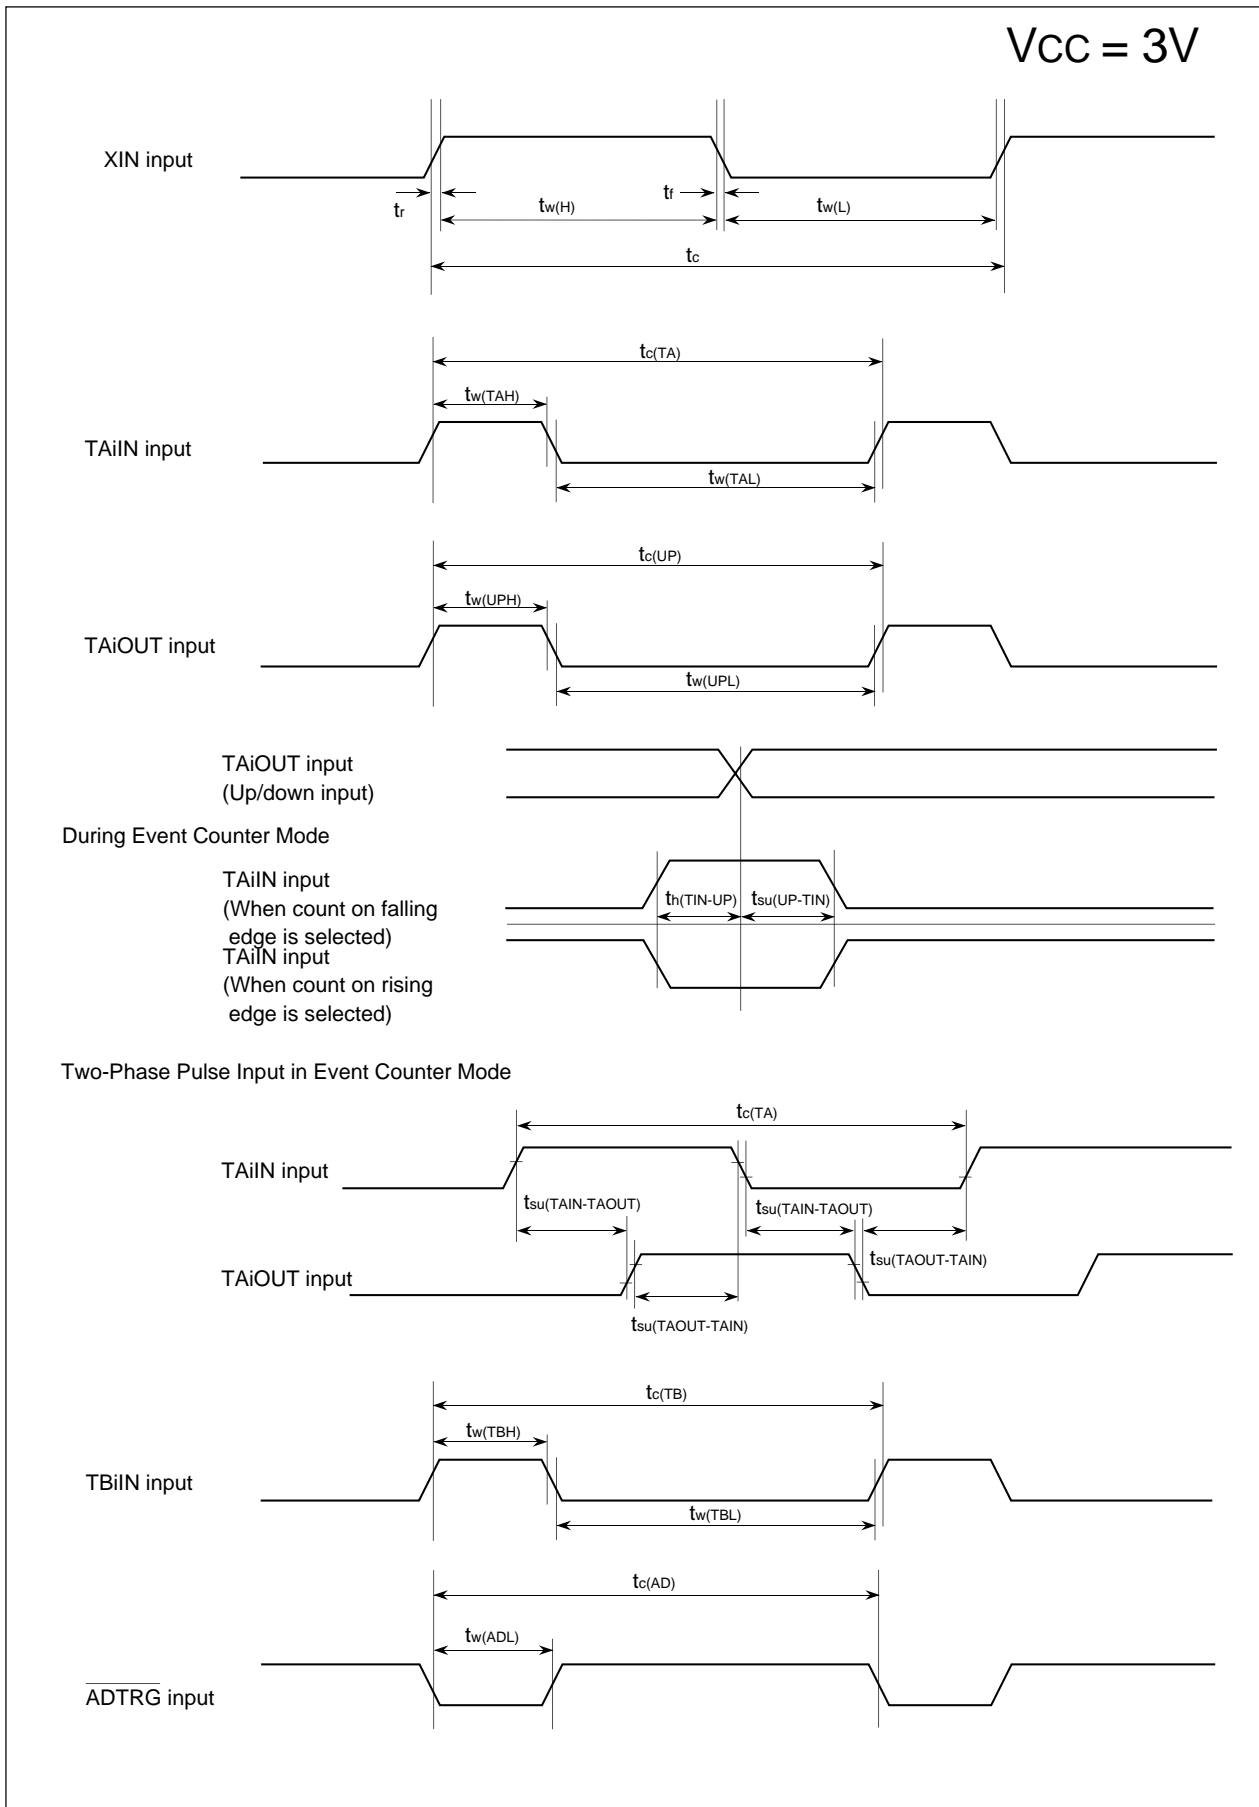 VCC = 3V
XIN input
tr
tw(H)
tf
tw(L)
tc
tc(TA)
tw(TAH)
TAiIN input
tw(TAL)
tc(UP)
tw(UPH)
TAiOUT input
tw(UPL)
TAiOUT input
(Up/down input)
During Event Counter Mode
TAiIN input
(When count on falling
edge is selected)
th(TIN-UP)
tsu(UP-TIN)
TAiIN input
(When count on rising
edge is selected)
Two-Phase Pulse Input in Event Counter Mode
tc(TA)
TAiIN input
tsu(TAIN-TAOUT)
tsu(TAIN-TAOUT)
tsu(TAOUT-TAIN)
TAiOUT input
tsu(TAOUT-TAIN)
tc(TB)
tw(TBH)
TBiIN input
tw(TBL)
tc(AD)
tw(ADL)
ADTRG input